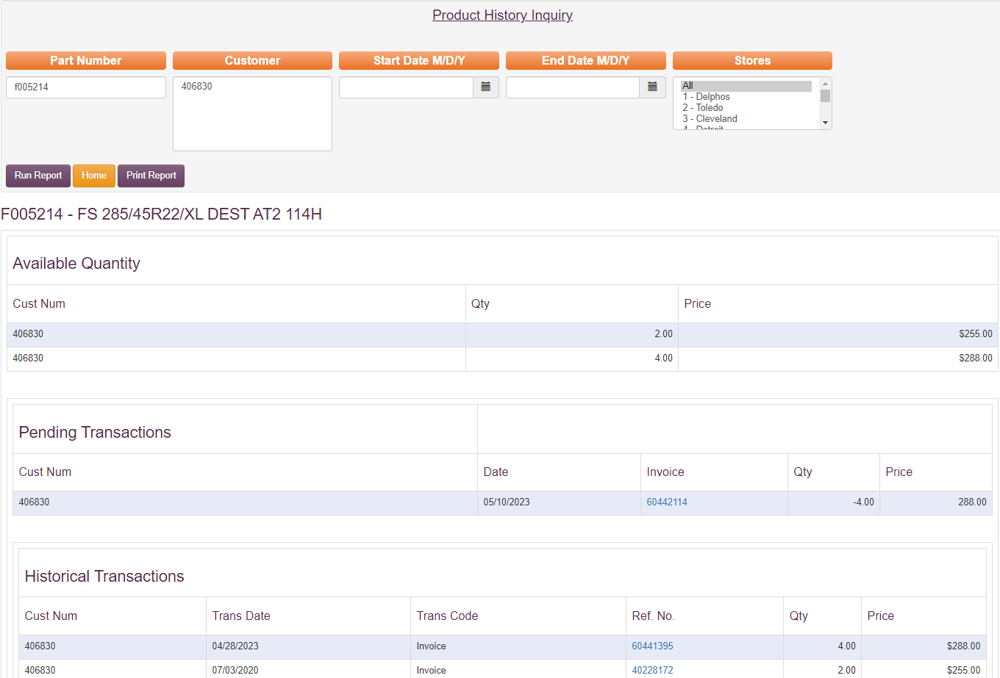 Product History Inquiry
Part Number Customer Start Date M/D/Y End Date M/D/Y Stores
f005214 406830 All
1 - Delphos
2 - Toledo
3 - Cleveland
4 - Detroit
Run Report Home Print Report
F005214 - FS 285/45R22/XL DEST AT2 114H
Available Quantity
Cust Num Qty Price
406830 2.00 $255.00
406830 4.00 $288.00
Pending Transactions
Cust Num Date Invoice Qty Price
406830 05/10/2023 60442114 -4.00 288.00
Historical Transactions
Cust Num Trans Date Trans Code Ref. No. Qty Price
406830 04/28/2023 Invoice 60441395 4.00 $288.00
406830 07/03/2020 Invoice 40228172 2.00 $255.00